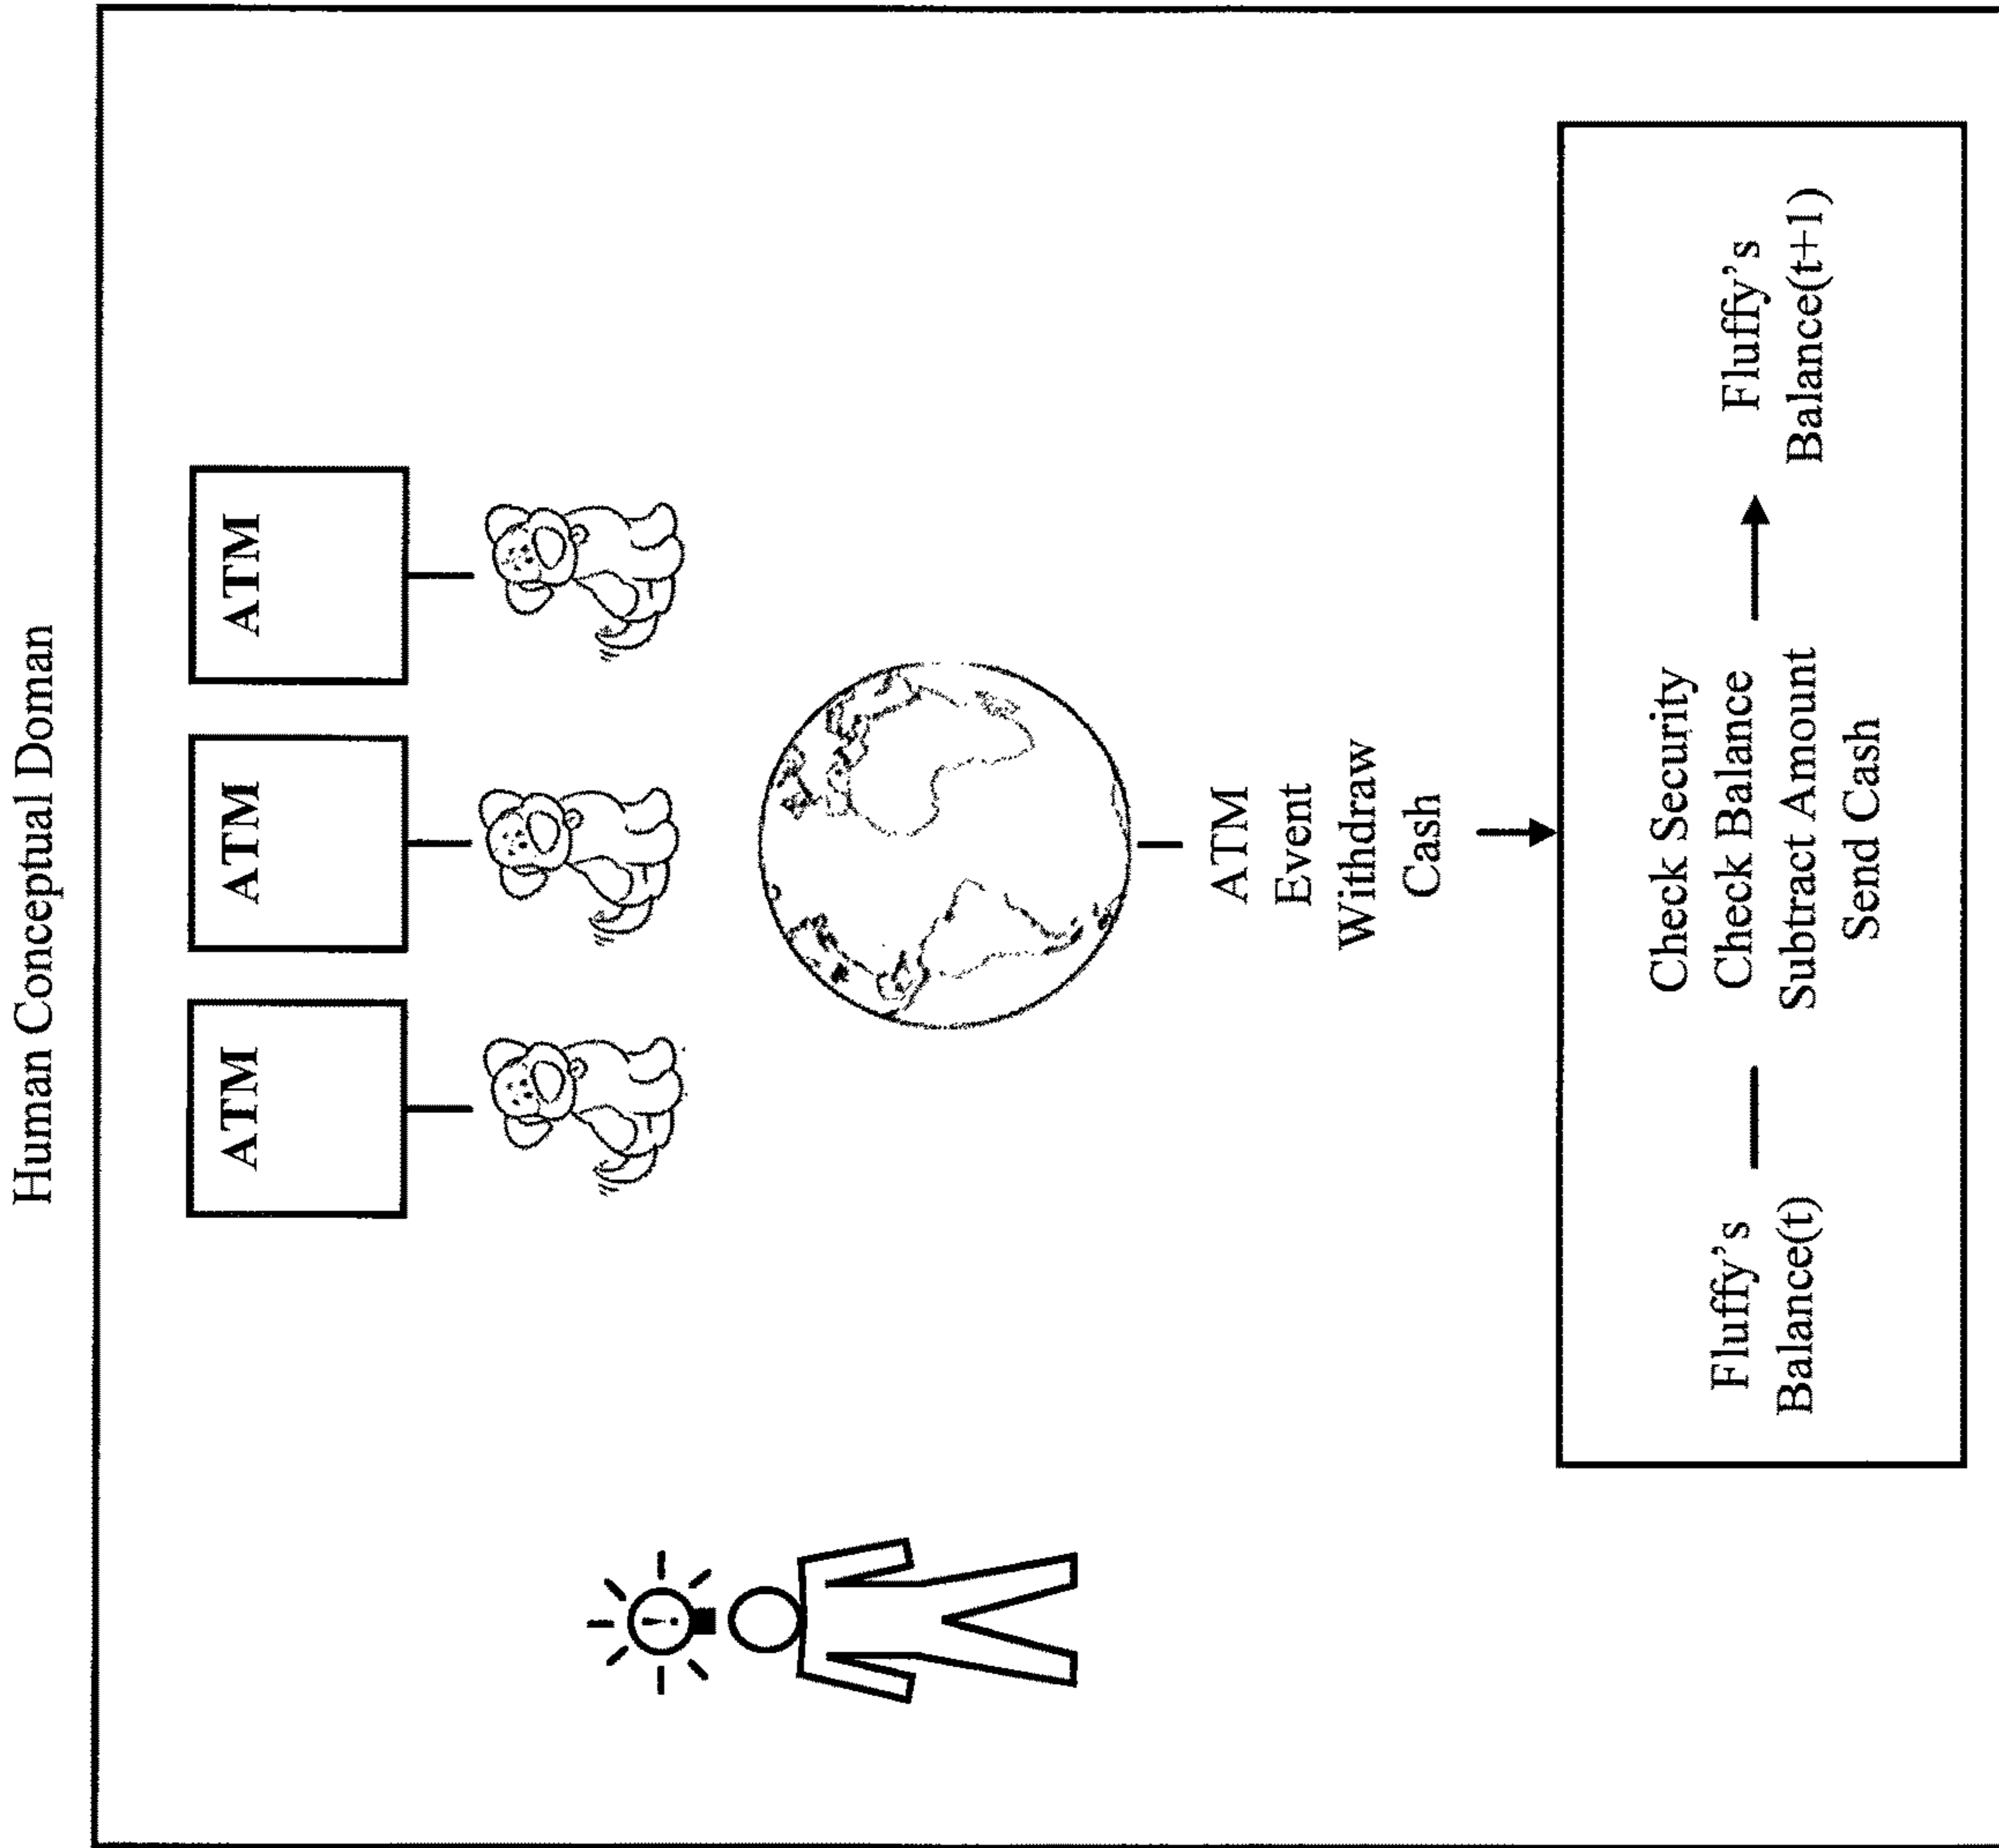 Human Conceptual Doman
ATM
ATM
ATM
!
ATM
Event
Withdraw
Cash
Fluffy's
Balance(t)
Check Security
Check Balance
Subtract Amount
Send Cash
Fluffy's
Balance(t+1)